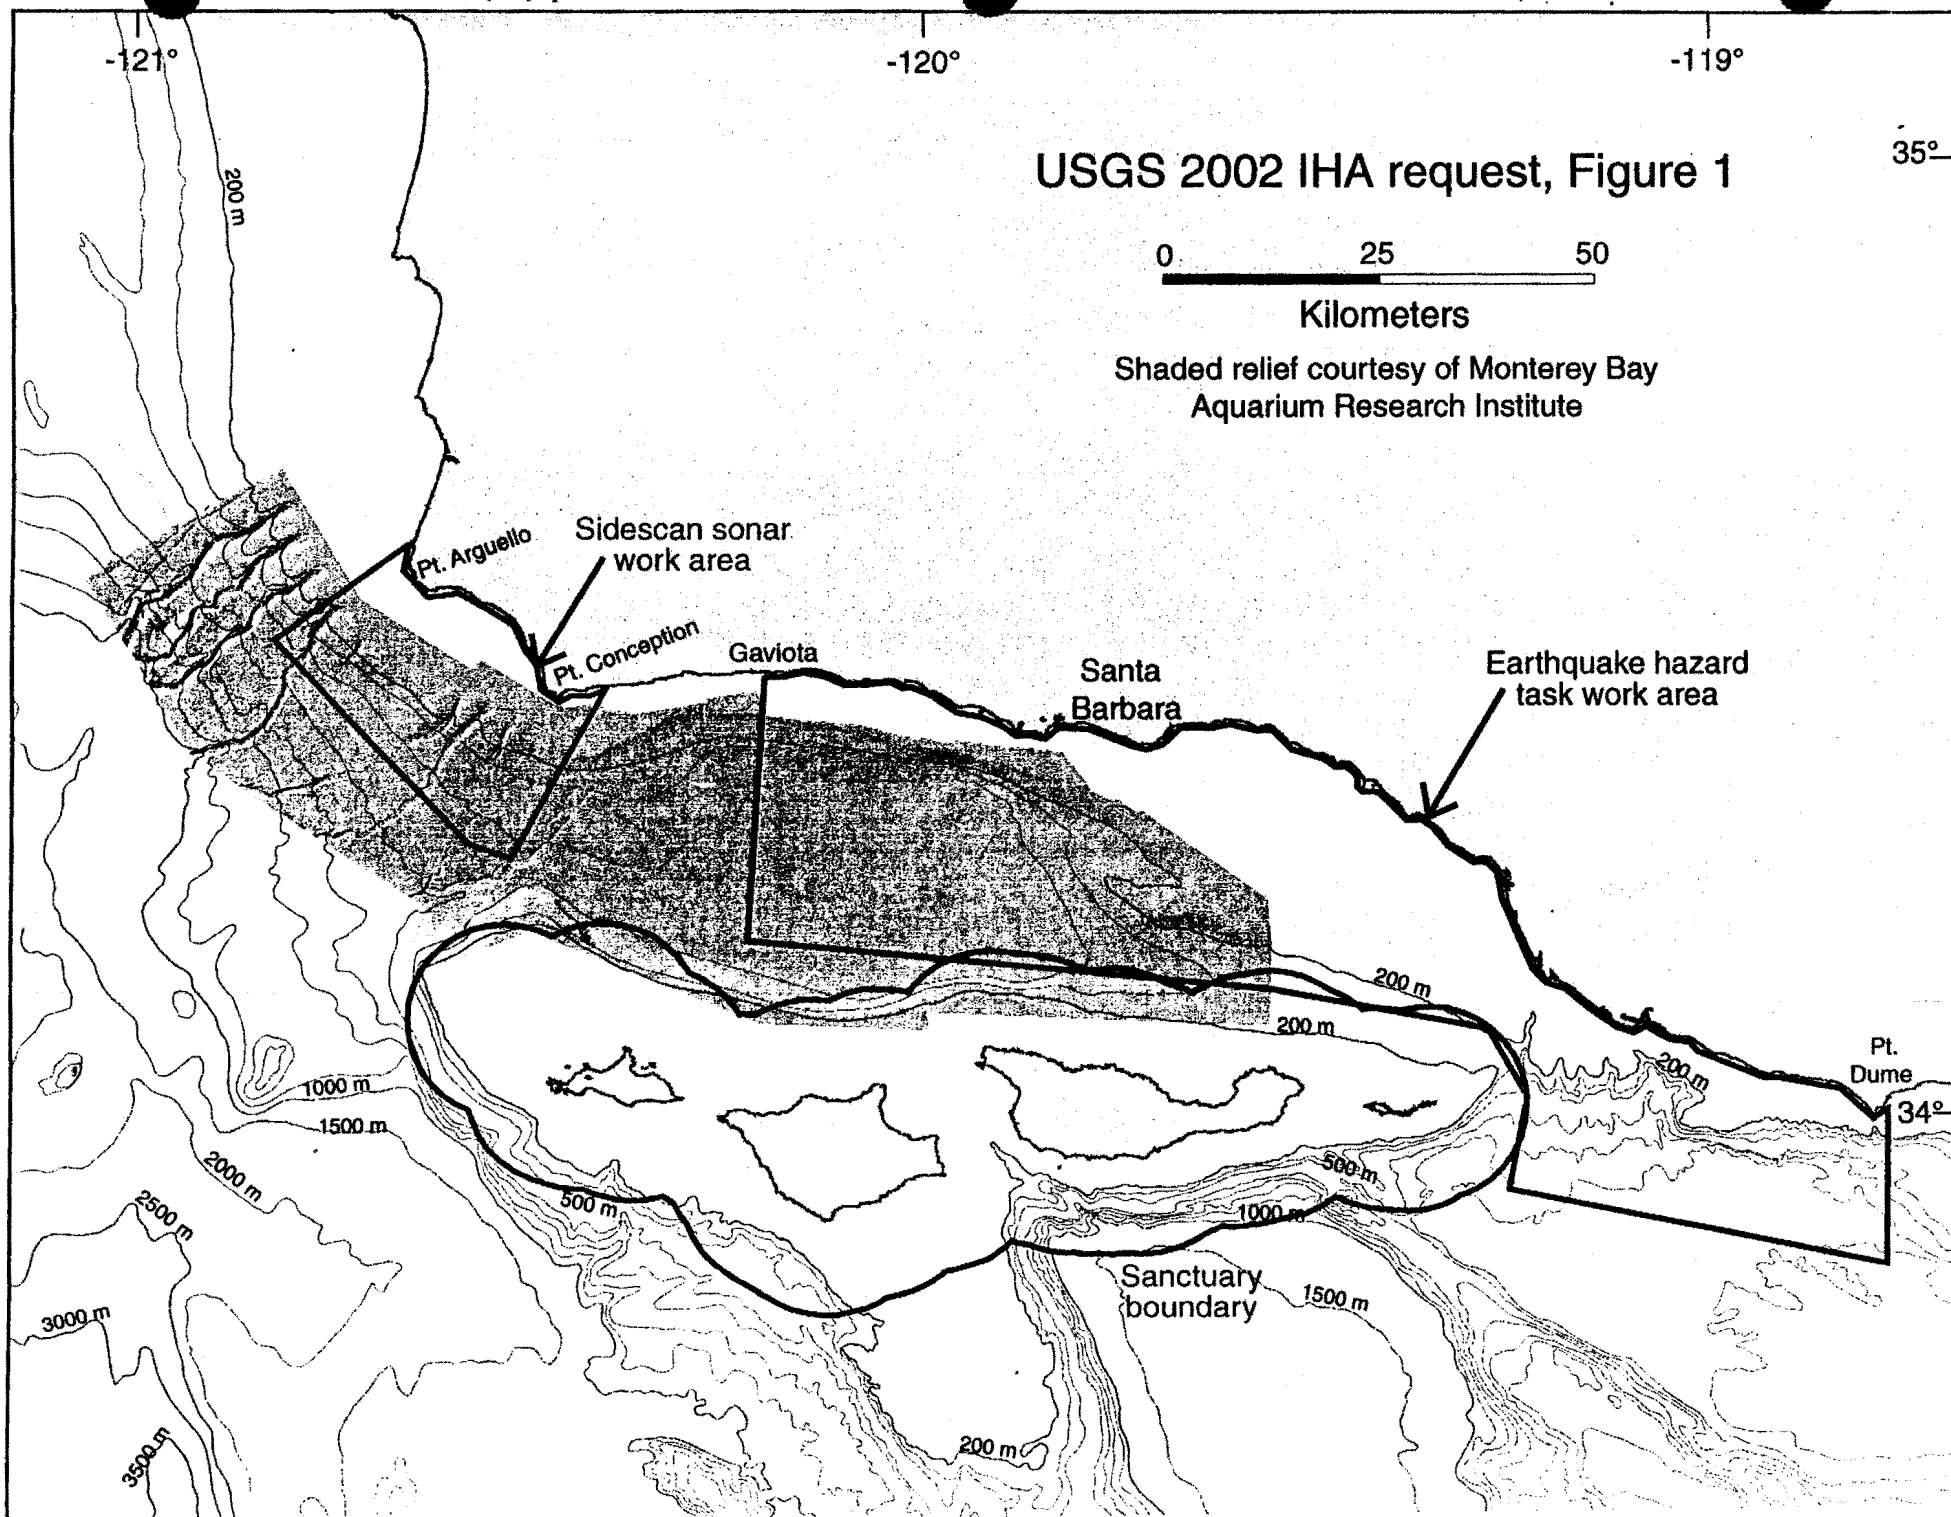 -121°
-120°
-119°
35°
USGS 2002 IHA request, Figure 1
200 m
0 25 50
Kilometers
Shaded relief courtesy of Monterey Bay
Aquarium Research Institute
Sidescan sonar
work area
Pt. Arguello
Pt. Conception
Gaviota
Santa
Barbara
Earthquake hazard
task work area
200 m
200 m
200 m
Pt.
Dume
34°
1000 m
1500 m
2000 m
2500 m
500 m
500 m
1000 m
Sanctuary
boundary
1500 m
3000 m
3500 m
200 m